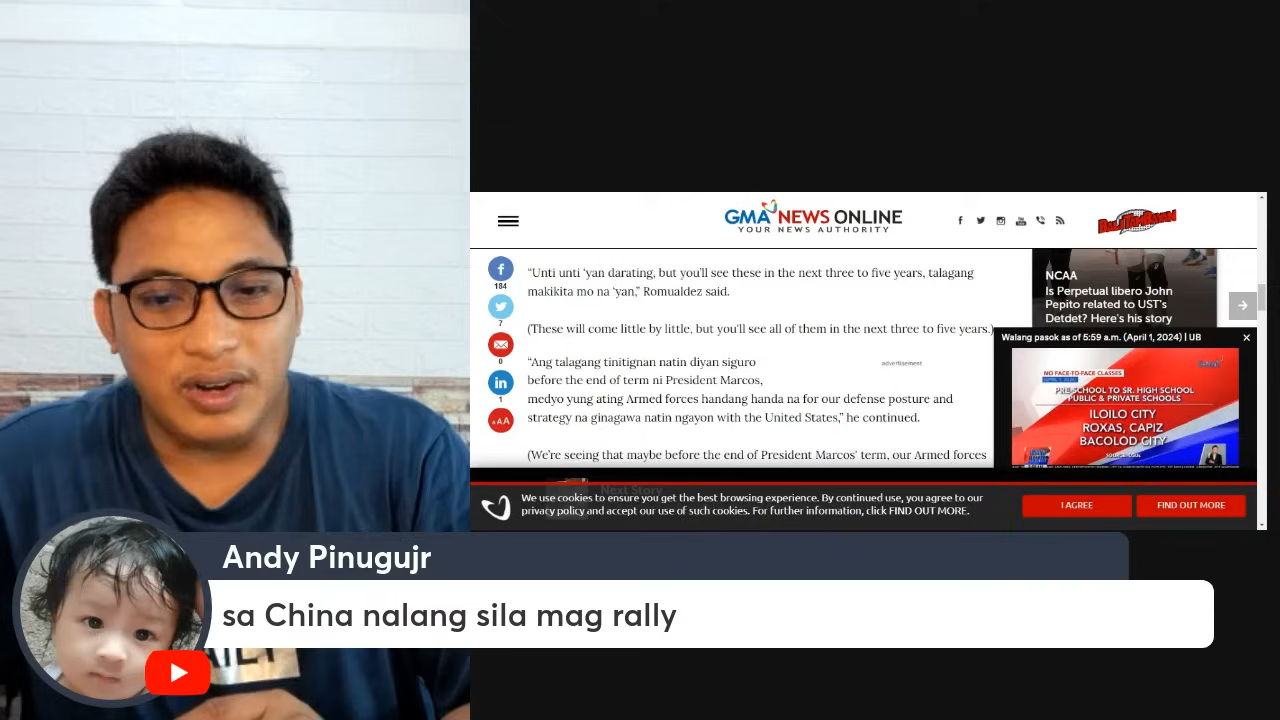 GMA NEWS ONLINE
YOUR NEWS AUTHORITY
184
7
0
1
AAA
“Unti unti ‘yan darating, but you’ll see these in the next three to five years, talagang
makikita mo na ‘yan,” Romualdez said.
(These will come little by little, but you'll see all of them in the next three to five years.)
“Ang talagang tinitignan natin diyan siguro
before the end of term ni President Marcos,
medyo yung ating Armed forces handang handa na for our defense posture and
strategy na ginagawa natin ngayon with the United States,” he continued.
(We’re seeing that maybe before the end of President Marcos’ term, our Armed forces
advertisement
NCAA
Is Perpetual libero John
Pepito related to UST's
Detdet? Here's his story
Walang pasok as of 5:59 a.m. (April 1, 2024) | UB
NO FACE-TO-FACE CLASSES
PRE-SCHOOL TO SR. HIGH SCHOOL
PUBLIC & PRIVATE SCHOOLS
ILOILO CITY
ROXAS, CAPIZ
BACOLOD CITY
Next Story
We use cookies to ensure you get the best browsing experience. By continued use, you agree to our
privacy policy and accept our use of such cookies. For further information, click FIND OUT MORE.
I AGREE
FIND OUT MORE
Andy Pinugujr
sa China nalang sila mag rally